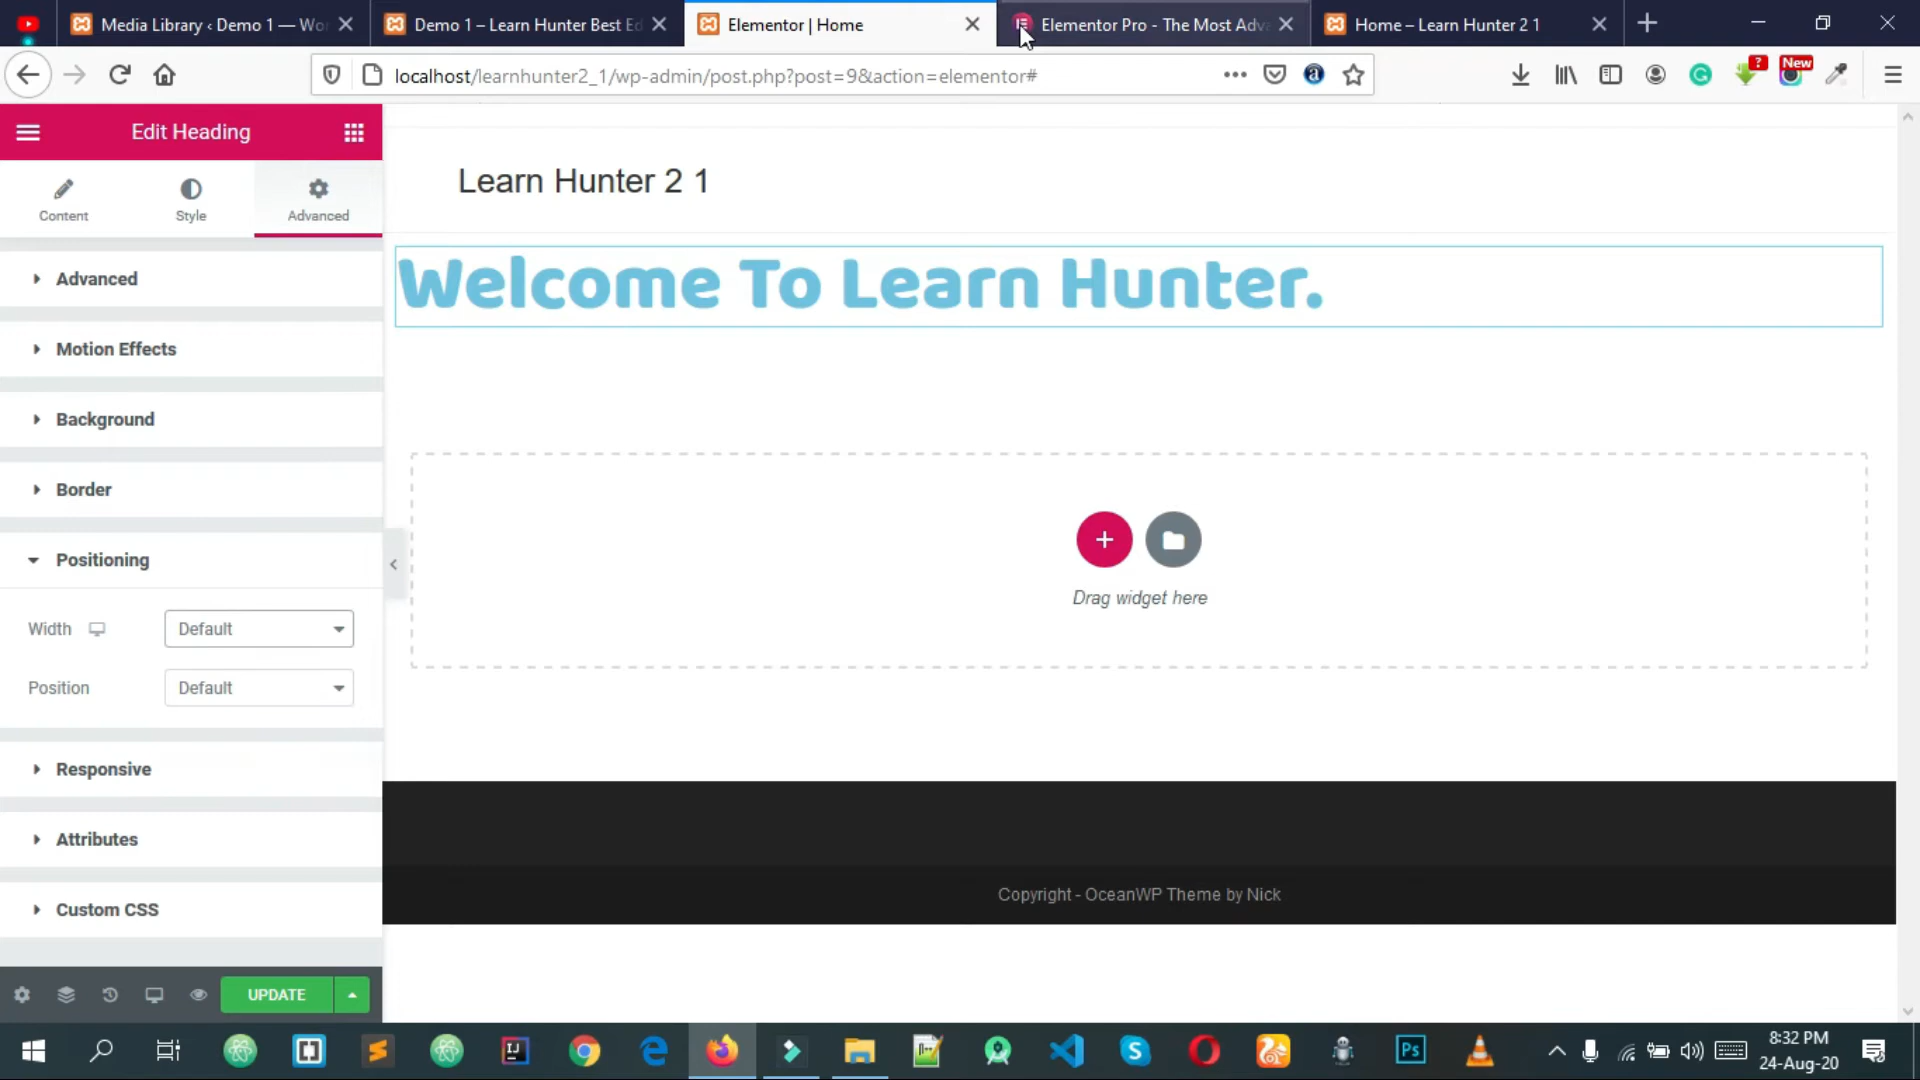 Media Library ‹ Demo 1 — Wo
Demo 1 – Learn Hunter Best Ed
Elementor | Home
Elementor Pro - The Most Adva
Home – Learn Hunter 2 1
localhost/learnhunter2_1/wp-admin/post.php?post=9&action=elementor#
?
New
Edit Heading
Content
Style
Advanced
Advanced
Motion Effects
Background
Border
Positioning
Width
Default
Position
Default
Responsive
Attributes
Custom CSS
UPDATE
Learn Hunter 2 1
Welcome To Learn Hunter.
Drag widget here
Copyright - OceanWP Theme by Nick
8:32 PM
24-Aug-20